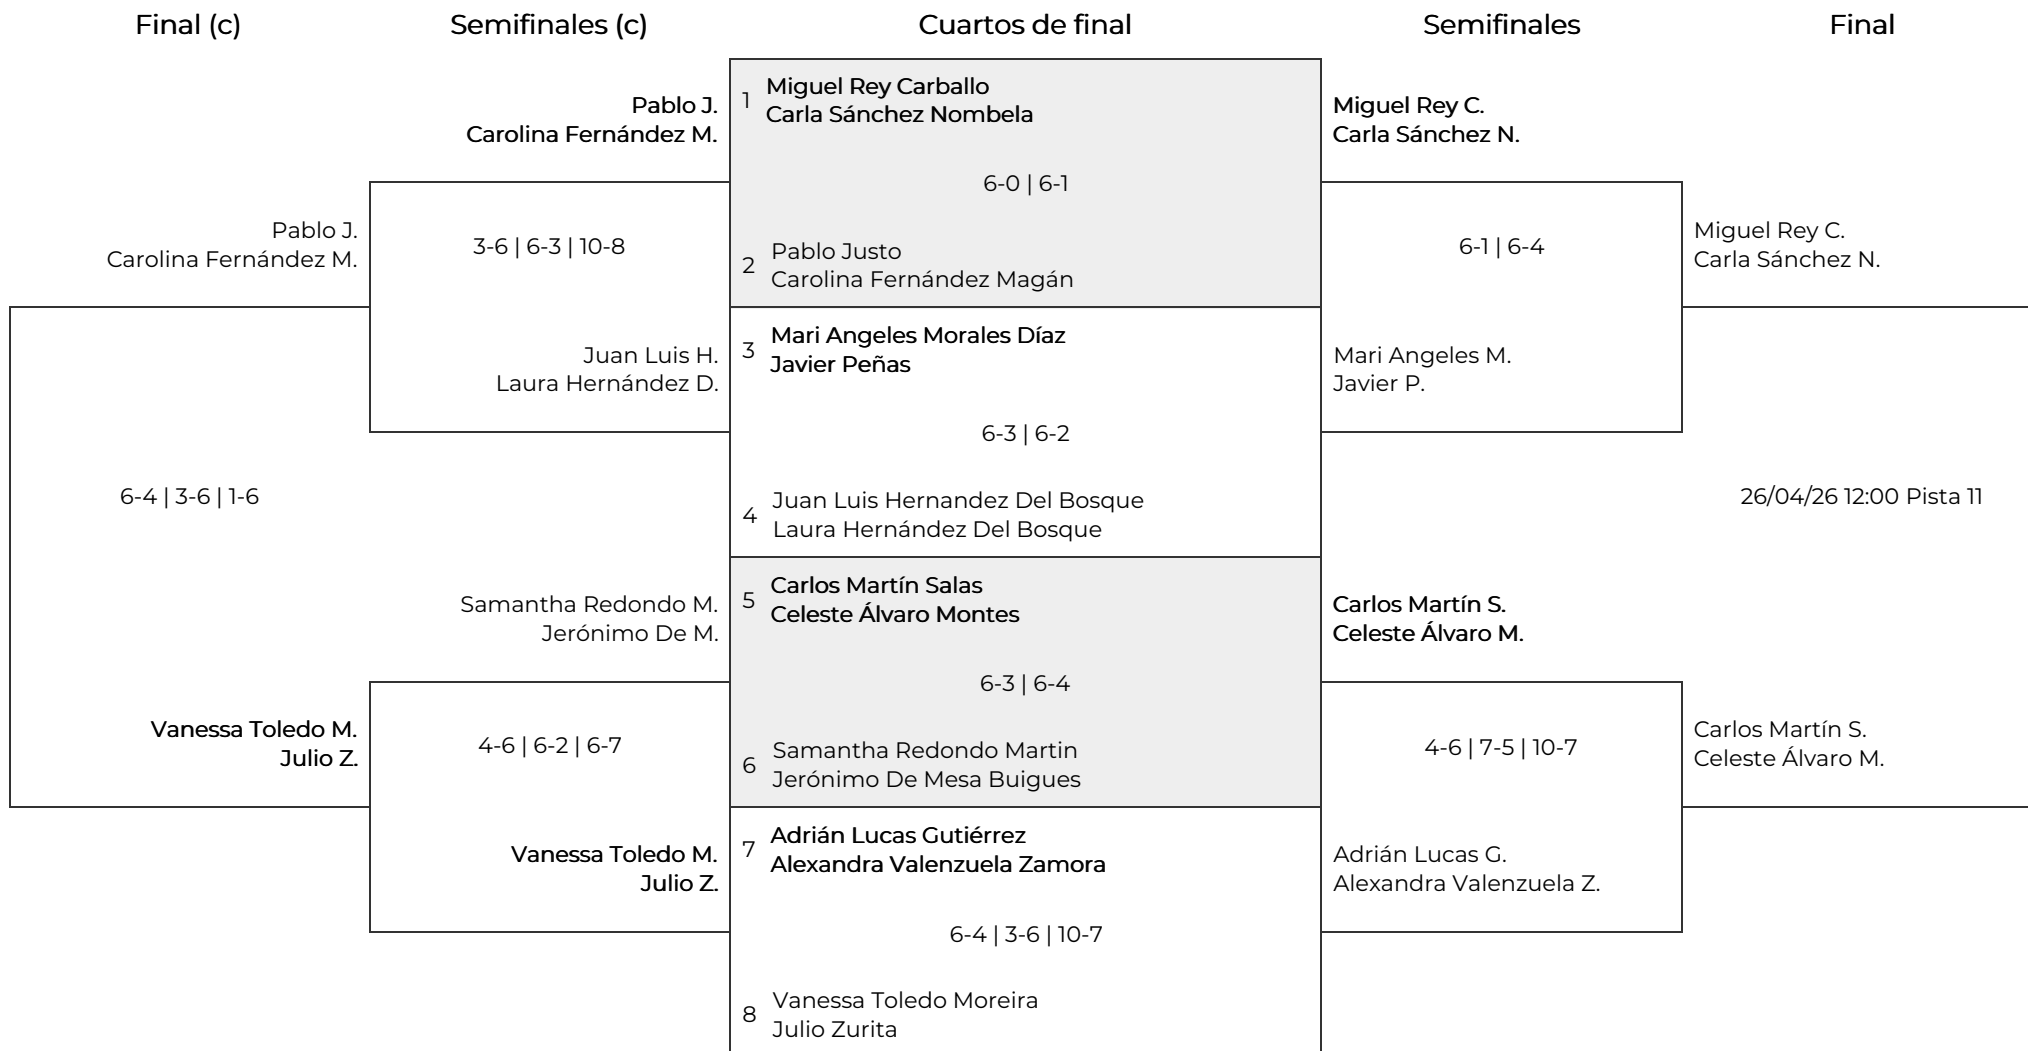 Final (c)
Semifinales (c)
Cuartos de final
Semifinales
Final
Pablo J.
Carolina Fernández M.
6-4 | 3-6 | 1-6
Vanessa Toledo M.
Julio Z.
Pablo J.
Carolina Fernández M.
3-6 | 6-3 | 10-8
Juan Luis H.
Laura Hernández D.
Samantha Redondo M.
Jerónimo De M.
4-6 | 6-2 | 6-7
Vanessa Toledo M.
Julio Z.
1
Miguel Rey Carballo
Carla Sánchez Nombela
6-0 | 6-1
2
Pablo Justo
Carolina Fernández Magán
3
Mari Angeles Morales Díaz
Javier Peñas
6-3 | 6-2
4
Juan Luis Hernandez Del Bosque
Laura Hernández Del Bosque
5
Carlos Martín Salas
Celeste Álvaro Montes
6-3 | 6-4
6
Samantha Redondo Martin
Jerónimo De Mesa Buigues
7
Adrián Lucas Gutiérrez
Alexandra Valenzuela Zamora
6-4 | 3-6 | 10-7
8
Vanessa Toledo Moreira
Julio Zurita
Miguel Rey C.
Carla Sánchez N.
6-1 | 6-4
Mari Angeles M.
Javier P.
Carlos Martín S.
Celeste Álvaro M.
4-6 | 7-5 | 10-7
Adrián Lucas G.
Alexandra Valenzuela Z.
Miguel Rey C.
Carla Sánchez N.
26/04/26 12:00 Pista 11
Carlos Martín S.
Celeste Álvaro M.